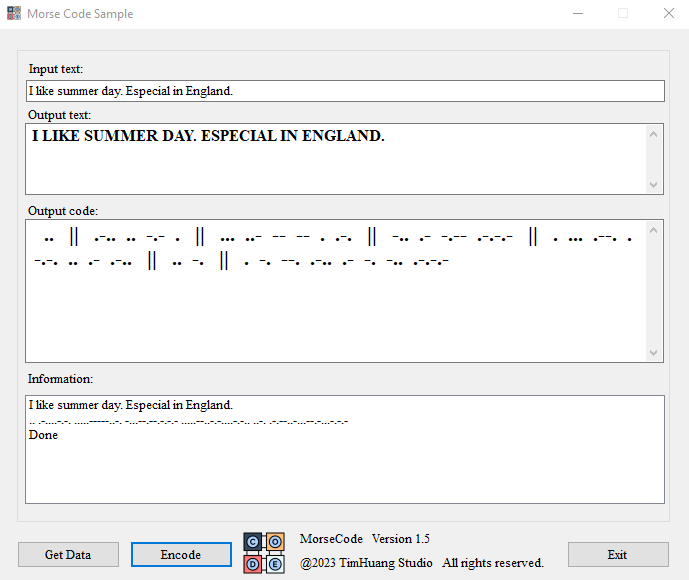 Morse Code Sample
Input text:
I like summer day. Especial in England.
Output text:
I LIKE SUMMER DAY. ESPECIAL IN ENGLAND.
Output code:
.. || .-.. .. -.- . || ... ..- -- -- . .-. || -.. .- -.-- .-.-.- || . ... .--. .
-.-. .. .- .-.. || .. -. || . -. --. .-.. .- -. -.. .-.-.-
Information:
I like summer day. Especial in England.
.. .-....-.-. .....-----..-. -...--.--.-.-.- .....--..-.-....-.-.. ..-. .-.--..-...--.-...-.-.-
Done
Get Data
Encode
C O D E
MorseCode Version 1.5
@2023 TimHuang Studio All rights reserved.
Exit